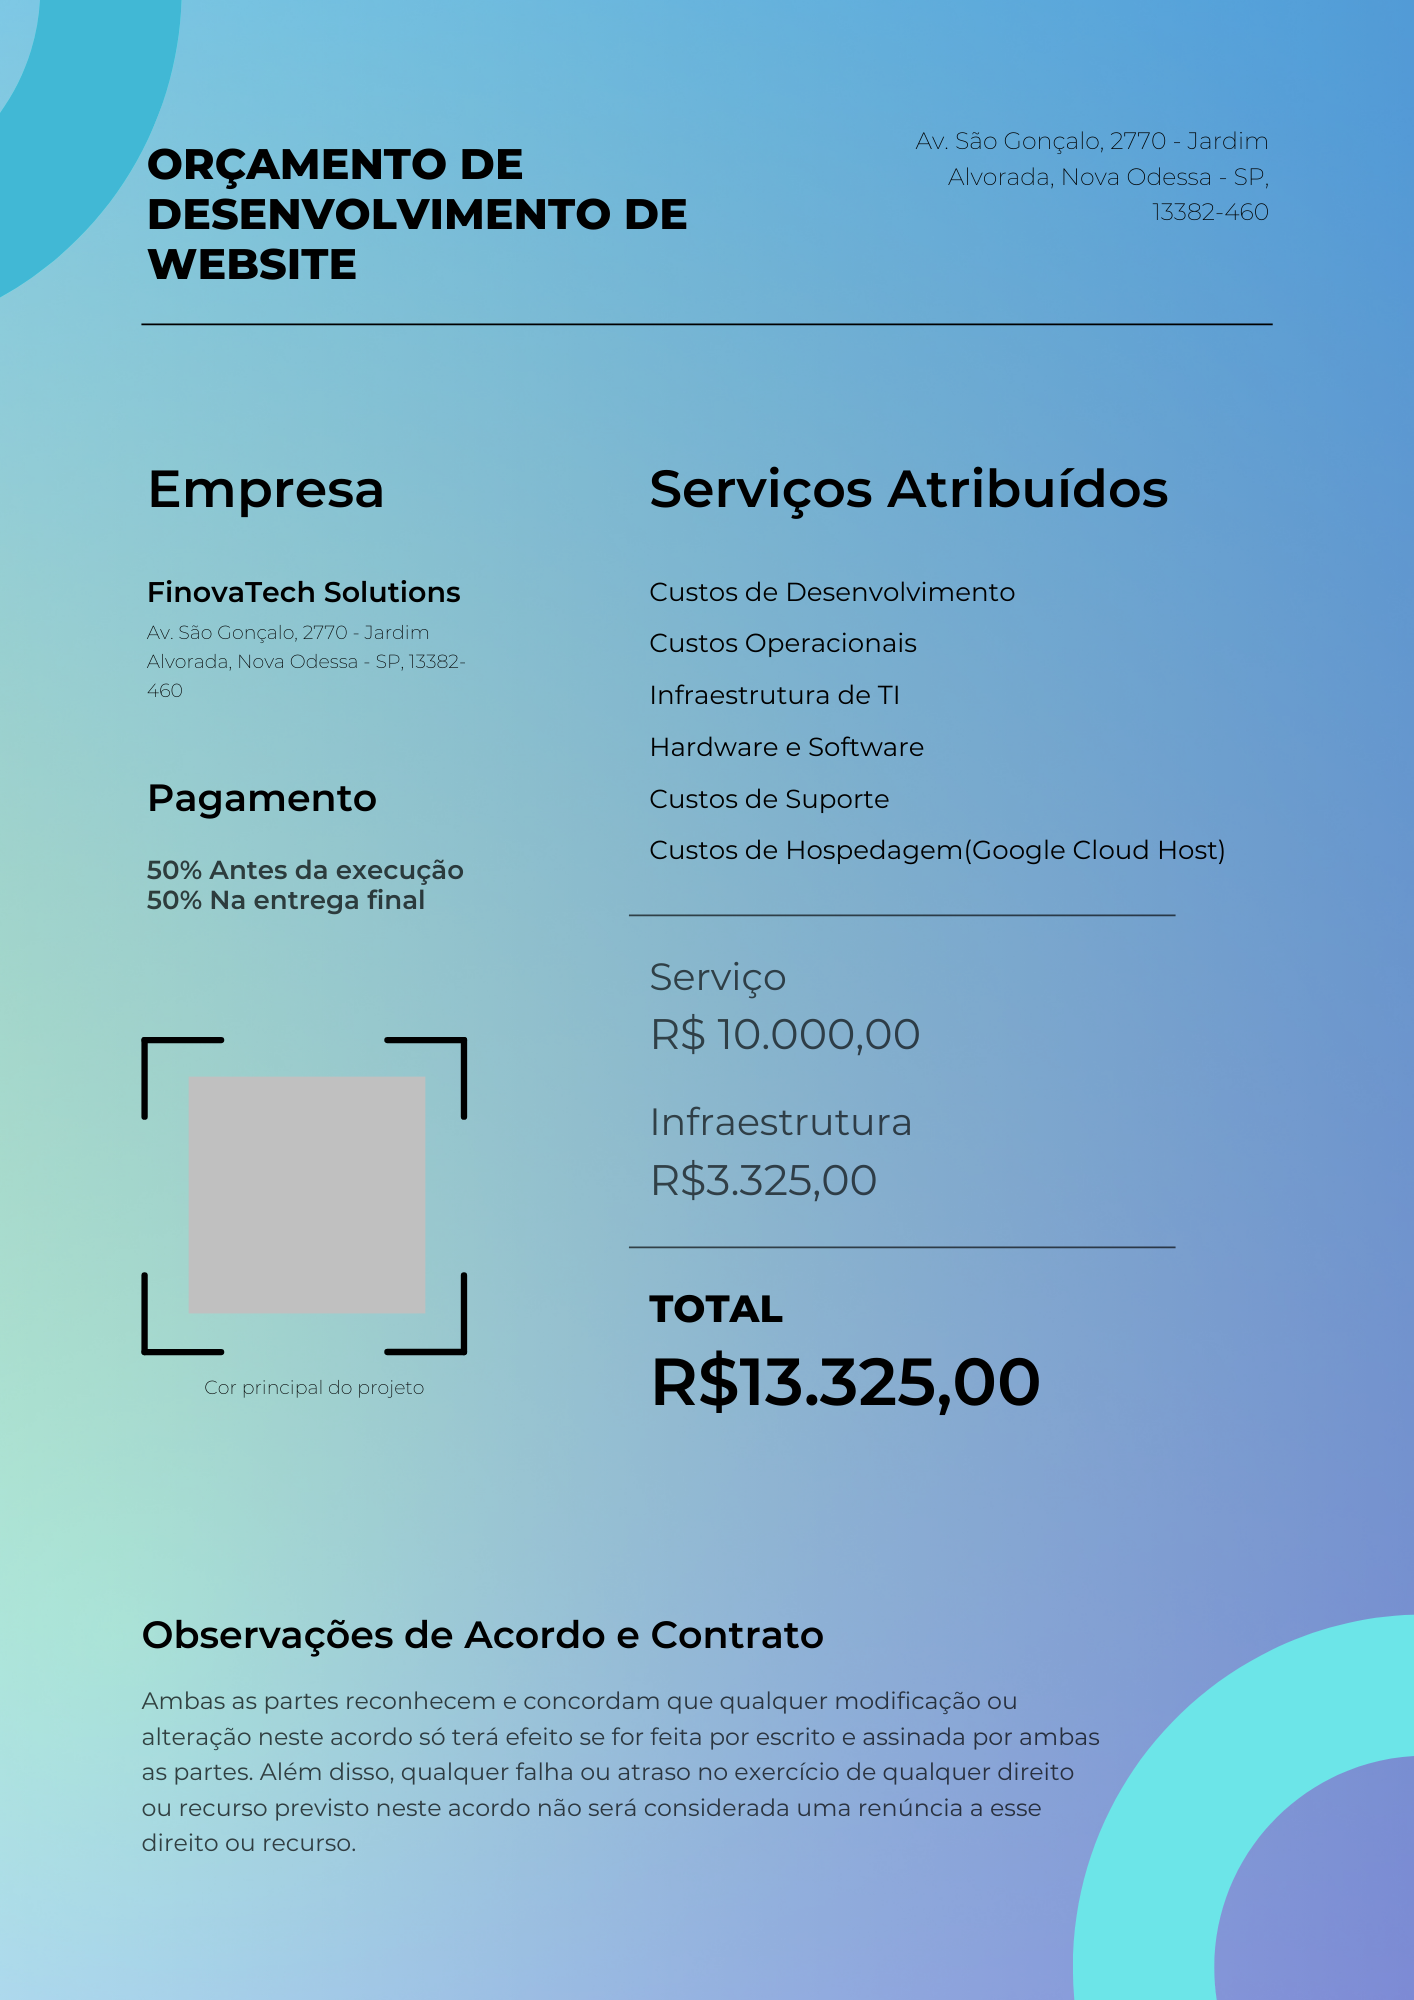 ORÇAMENTO DE
DESENVOLVIMENTO DE
WEBSITE
Av. São Gonçalo, 2770 - Jardim
Alvorada, Nova Odessa - SP,
13382-460
Empresa
FinovaTech Solutions
Av. São Gonçalo, 2770 - Jardim
Alvorada, Nova Odessa - SP, 13382-
460
Pagamento
50% Antes da execução
50% Na entrega final
Cor principal do projeto
Serviços Atribuídos
Custos de Desenvolvimento
Custos Operacionais
Infraestrutura de TI
Hardware e Software
Custos de Suporte
Custos de Hospedagem(Google Cloud Host)
Serviço
R$ 10.000,00
Infraestrutura
R$3.325,00
TOTAL
R$13.325,00
Observações de Acordo e Contrato
Ambas as partes reconhecem e concordam que qualquer modificação ou
alteração neste acordo só terá efeito se for feita por escrito e assinada por ambas
as partes. Além disso, qualquer falha ou atraso no exercício de qualquer direito
ou recurso previsto neste acordo não será considerada uma renúncia a esse
direito ou recurso.